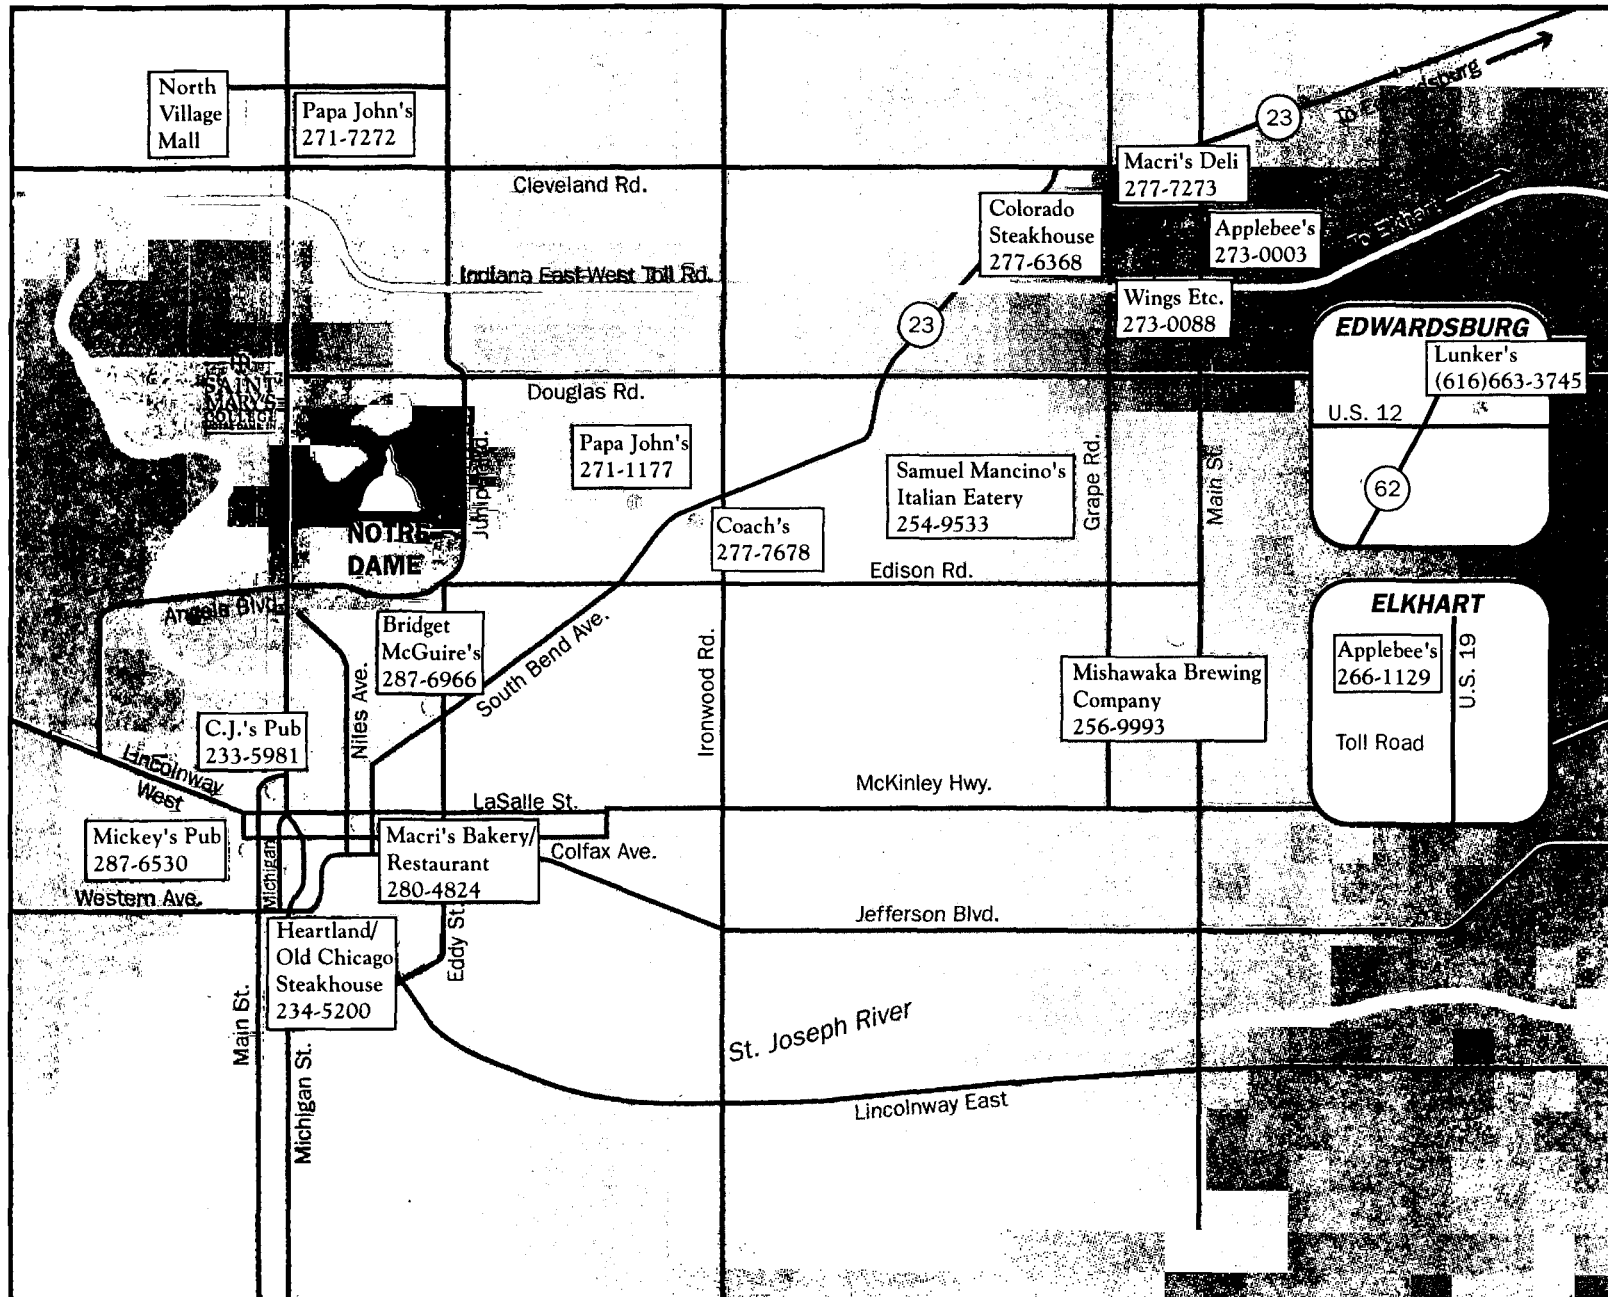 North
Village
Mall
Papa John's
271-7272
Cleveland Rd.
23
Macri's Deli
277-7273
Colorado
Steakhouse
277-6368
Applebee's
273-0003
To Elkhart
Indiana East-West Toll Rd.
Wings Etc.
273-0088
23
EDWARDSBURG
Lunker's
(616)663-3745
U.S. 12
62
SAINT
MARY'S
COLLEGE
Douglas Rd.
Juniper Rd.
Papa John's
271-1177
Samuel Mancino's
Italian Eatery
254-9533
Grape Rd.
Main St.
NOTRE
DAME
Coach's
277-7678
Edison Rd.
Angela Blvd.
Bridget
McGuire's
287-6966
South Bend Ave.
Niles Ave.
Ironwood Rd.
Mishawaka Brewing
Company
256-9993
ELKHART
Applebee's
266-1129
U.S. 19
Toll Road
C.J.'s Pub
233-5981
Lincolnway
West
LaSalle St.
McKinley Hwy.
Mickey's Pub
287-6530
Michigan
Macri's Bakery/
Restaurant
280-4824
Colfax Ave.
Western Ave.
Jefferson Blvd.
Heartland/
Old Chicago
Steakhouse
234-5200
Eddy St.
Main St.
Michigan St.
St. Joseph River
Lincolnway East